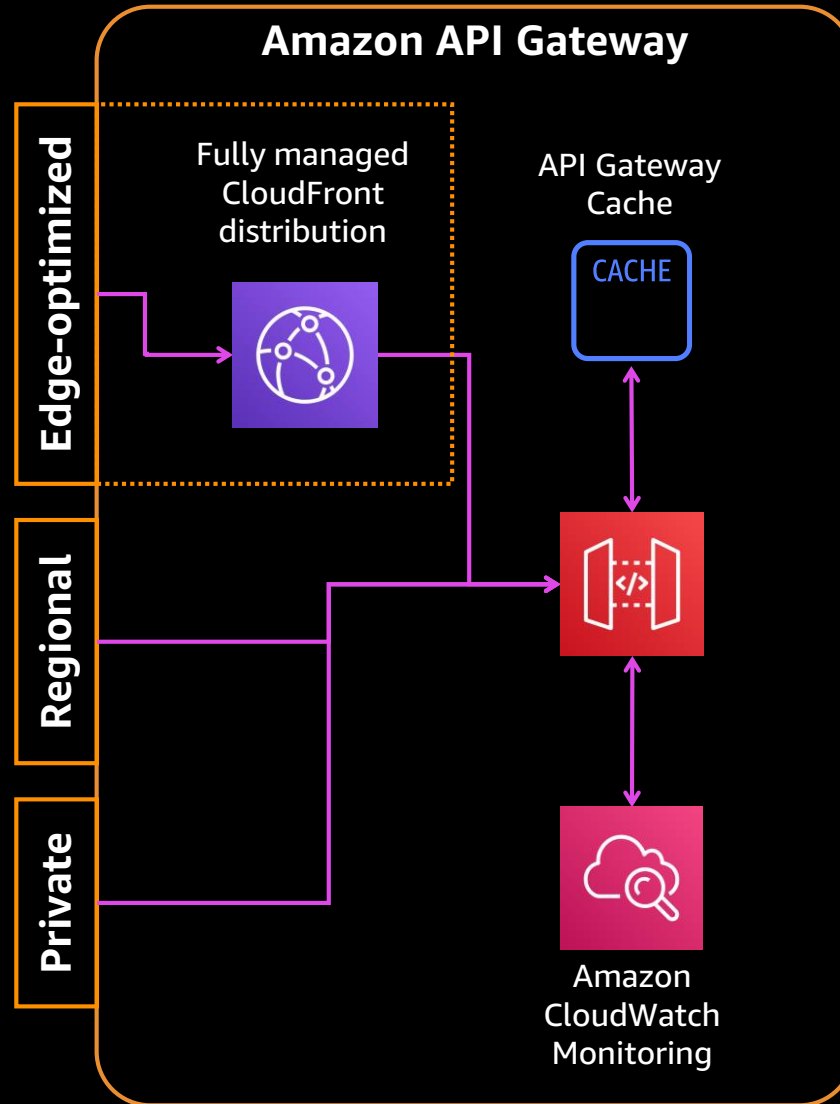 Amazon API Gateway
Edge-optimized
Fully managed
CloudFront
distribution
API Gateway
Cache
CACHE
</>
Regional
Private
Amazon
CloudWatch
Monitoring